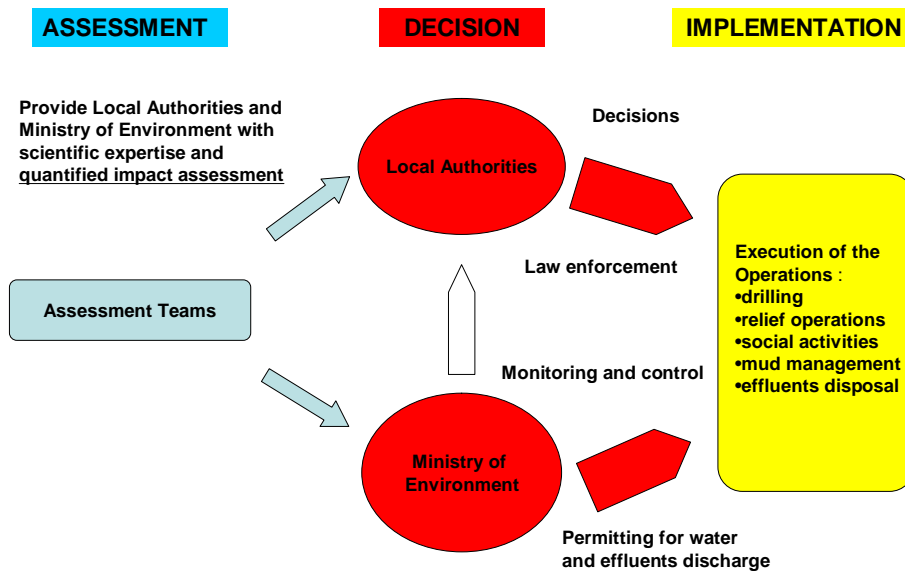 ASSESSMENT
DECISION
IMPLEMENTATION
Provide Local Authorities and
Ministry of Environment with
scientific expertise and
quantified impact assessment
Decisions
Local Authorities
Law enforcement
Execution of the
Operations :
•drilling
•relief operations
•social activities
•mud management
•effluents disposal
Assessment Teams
Monitoring and control
Ministry of
Environment
Permitting for water
and effluents discharge